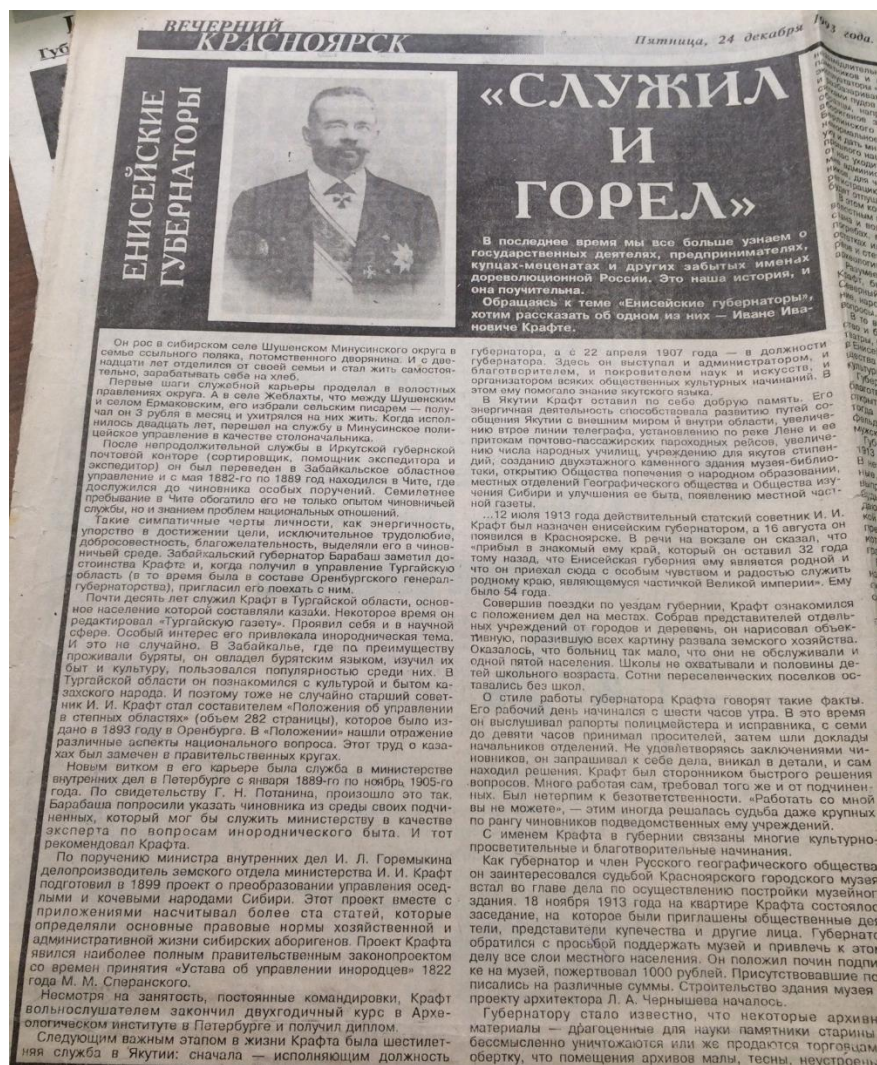 ВЕЧЕРНИЙ
КРАСНОЯРСК
Пятница, 24 декабря 1993 года.
ЕНИСЕЙСКИЕ
ГУБЕРНАТОРЫ
«СЛУЖИЛ
И
ГОРЕЛ»
В последнее время мы все больше узнаем о
государственных деятелях, предпринимателях,
купцах-меценатах и других забытых именах
дореволюционной России. Это наша история, и
она поучительна.
Обращаясь к теме «Енисейские губернаторы»,
хотим рассказать об одном из них — Иване Ива-
новиче Крафте.
Он рос в сибирском селе Шушенском Минусинского округа в
семье ссыльного поляка, потомственного дворянина. И с две-
надцати лет отделился от своей семьи и стал жить самостоя-
тельно, зарабатывать себе на хлеб.
Первые шаги служебной карьеры проделал в волостных
правлениях округа. А в селе Жеблахты, что между Шушенским
и селом Ермаковским, его избрали сельским писарем — полу-
чал он 3 рубля в месяц и ухитрялся на них жить. Когда испол-
нилось двадцать лет, перешел на службу в Минусинское поли-
цейское управление в качестве столоначальника.
После непродолжительной службы в Иркутской губернской
почтовой конторе (сортировщик, помощник экспедитора и
экспедитор) он был переведен в Забайкальское областное
управление и с мая 1882-го по 1889 год находился в Чите, где
дослужился до чиновника особых поручений. Семилетнее
пребывание в Чите обогатило его не только опытом чиновничьей
службы, но и знанием проблем национальных отношений.
Такие симпатичные черты личности, как энергичность,
упорство в достижении цели, исключительное трудолюбие,
добросовестность, благожелательность, выделяли его в чинов-
ничьей среде. Забайкальский губернатор Барабаш заметил до-
стоинства Крафта и, когда получил в управление Тургайскую
область (в то время была в составе Оренбургского генерал-
губернаторства), пригласил его поехать с ним.
Почти десять лет служил Крафт в Тургайской области, основ-
ное население которой составляли казахи. Некоторое время он
редактировал «Тургайскую газету». Проявил себя и в научной
сфере. Особый интерес его привлекала инородническая тема.
И это не случайно. В Забайкалье, где по преимуществу
проживали буряты, он овладел бурятским языком, изучил их
быт и культуру, пользовался популярностью среди них. В
Тургайской области он познакомился с культурой и бытом ка-
захского народа. И поэтому тоже не случайно старший совет-
ник И. И. Крафт стал составителем «Положения об управлении
в степных областях» (объем 282 страницы), которое было из-
дано в 1893 году в Оренбурге. В «Положении» нашли отражение
различные аспекты национального вопроса. Этот труд о каза-
хах был замечен в правительственных кругах.
Новым витком в его карьере была служба в министерстве
внутренних дел в Петербурге с января 1889-го по ноябрь, 1905-го
года. По свидетельству Г. Н. Потанина, произошло это так.
Барабаша попросили указать чиновника из среды своих подчи-
ненных, который мог бы служить министерству в качестве
эксперта по вопросам инороднического быта. И тот
рекомендовал Крафта.
По поручению министра внутренних дел И. Л. Горемыкина
делопроизводитель земского отдела министерства И. И. Крафт
подготовил в 1899 проект о преобразовании управления осед-
лыми и кочевыми народами Сибири. Этот проект вместе с
приложениями насчитывал более ста статей, которые
определяли основные правовые нормы хозяйственной и
административной жизни сибирских аборигенов. Проект Крафта
явился наиболее полным правительственным законопроектом
со времен принятия «Устава об управлении инородцев» 1822
года М. М. Сперанского.
Несмотря на занятость, постоянные командировки, Крафт
вольнослушателем закончил двухгодичный курс в Архе-
ологическом институте в Петербурге и получил диплом.
Следующим важным этапом в жизни Крафта была шестилет-
няя служба в Якутии: сначала — исполняющим должность
губернатора, а с 22 апреля 1907 года — в должности
губернатора. Здесь он выступал и администратором, и
благотворителем, и покровителем наук и искусств, и
организатором всяких общественных культурных начинаний. В
этом ему помогало знание якутского языка.
В Якутии Крафт оставил по себе добрую память. Его
энергичная деятельность способствовала развитию путей со-
общения Якутии с внешним миром и внутри области, увеличе-
нию втрое линии телеграфа, установлению по реке Лене и ее
притокам почтово-пассажирских пароходных рейсов, увеличе-
нию числа народных училищ, учреждению для якутов стипен-
дий, созданию двухэтажного каменного здания музея-библио-
теки, открытию Общества попечения о народном образовании,
местных отделений Географического общества и Общества изу-
чения Сибири и улучшения ее быта, появлению местной част-
ной газеты.
...12 июля 1913 года действительный статский советник И. И.
Крафт был назначен енисейским губернатором, а 16 августа он
появился в Красноярске. В речи на вокзале он сказал, что
«прибыл в знакомый ему край, который он оставил 32 года
тому назад, что Енисейская губерния ему является родной и
что он приехал сюда с особым чувством и радостью служить
родному краю, являющемуся частичкой Великой империи». Ему
было 54 года.
Совершив поездки по уездам губернии, Крафт ознакомился
с положением дел на местах. Собрав представителей отдель-
ных учреждений от городов и деревень, он нарисовал объек-
тивную, поразившую всех картину развала земского хозяйства.
Оказалось, что больниц так мало, что они не обслуживали и
одной пятой населения. Школы не охватывали и половины де-
тей школьного возраста. Сотни переселенческих поселков ос-
тавались без школ.
О стиле работы губернатора Крафта говорят такие факты.
Его рабочий день начинался с шести часов утра. В это время
он выслушивал рапорты полицмейстера и исправника, с семи
до девяти часов принимал просителей, затем шли доклады
начальников отделений. Не удовлетворяясь заключениями чи-
новников, он запрашивал к себе дела, вникал в детали, и сам
находил решения. Крафт был сторонником быстрого решения
вопросов. Много работая сам, требовал того же и от подчинен-
ных. Был нетерпим к безответственности. «Работать со мной
вы не можете», — этим иногда решалась судьба даже крупных
по рангу чиновников подведомственных ему учреждений.
С именем Крафта в губернии связаны многие культурно-
просветительные и благотворительные начинания.
Как губернатор и член Русского географического общества
он заинтересовался судьбой Красноярского городского музея
встал во главе дела по осуществлению постройки музейног
здания. 18 ноября 1913 года на квартире Крафта состоялос
заседание, на которое были приглашены общественные дея
тели, представители купечества и другие лица. Губернато
обратился с просьбой поддержать музей и привлечь к этом
делу все слои местного населения. Он положил почин подпи
ке на музей, пожертвовал 1000 рублей. Присутствовавшие по
писались на различные суммы. Строительство здания музея
проекту архитектора Л. А. Чернышева началось.
Губернатору стало известно, что некоторые архивн
материалы — драгоценные для науки памятники старины
бессмысленно уничтожаются или же продаются торговцам
обертку, что помещения архивов малы, тесны, неустроены